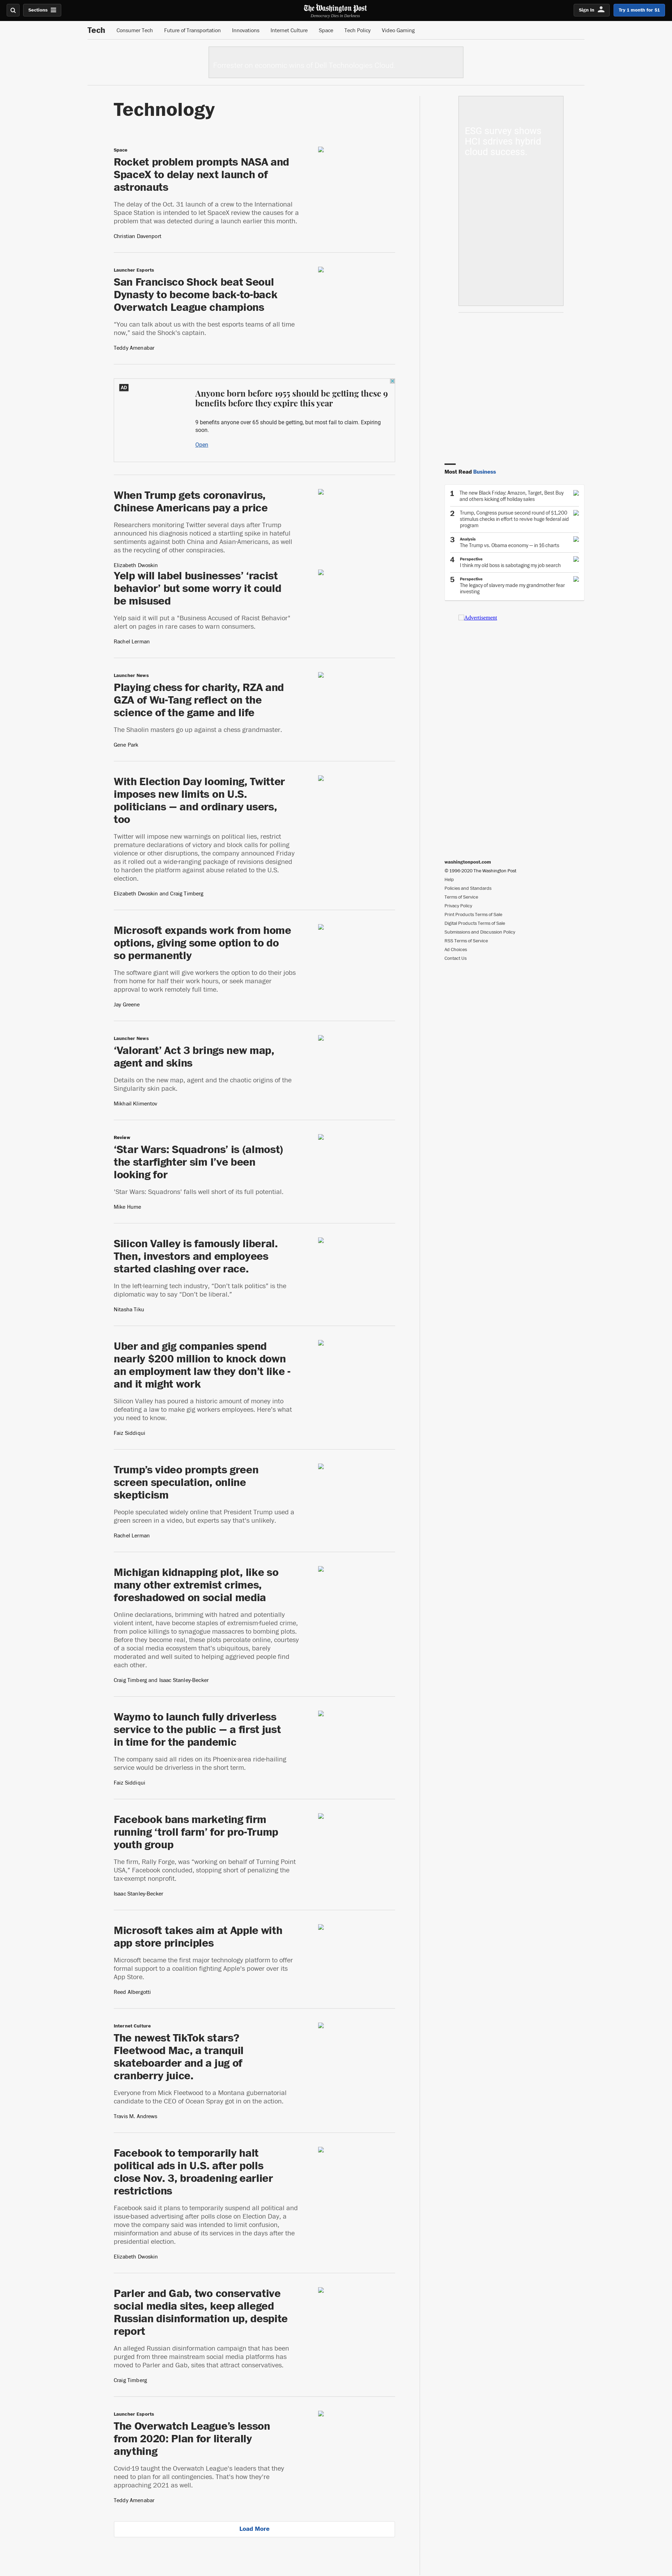 Sections
The Washington Post
Democracy Dies in Darkness
Sign In
Try 1 month for $1
Tech
Consumer Tech
Future of Transportation
Innovations
Internet Culture
Space
Tech Policy
Video Gaming
Technology
Space
Rocket problem prompts NASA and
SpaceX to delay next launch of
astronauts
The delay of the Oct. 31 launch of a crew to the International
Space Station is intended to let SpaceX review the causes for a
problem that was detected during a launch earlier this month.
Christian Davenport
Launcher Esports
San Francisco Shock beat Seoul
Dynasty to become back-to-back
Overwatch League champions
"You can talk about us with the best esports teams of all time
now," said the Shock's captain.
Teddy Amenabar
AD
Anyone born before 1955 should be getting these 9
benefits before they expire this year
9 benefits anyone over 65 should be getting, but most fail to claim. Expiring
soon.
Open
When Trump gets coronavirus,
Chinese Americans pay a price
Researchers monitoring Twitter several days after Trump
announced his diagnosis noticed a startling spike in hateful
sentiments against both China and Asian-Americans, as well
as the recycling of other conspiracies.
Elizabeth Dwoskin
Yelp will label businesses' ‘racist
behavior’ but some worry it could
be misused
Yelp said it will put a "Business Accused of Racist Behavior"
alert on pages in rare cases to warn consumers.
Rachel Lerman
Launcher News
Playing chess for charity, RZA and
GZA of Wu-Tang reflect on the
science of the game and life
The Shaolin masters go up against a chess grandmaster.
Gene Park
With Election Day looming, Twitter
imposes new limits on U.S.
politicians — and ordinary users,
too
Twitter will impose new warnings on political lies, restrict
premature declarations of victory and block calls for polling
violence or other disruptions, the company announced Friday
as it rolled out a wide-ranging package of revisions designed
to harden the platform against abuse related to the U.S.
election.
Elizabeth Dwoskin and Craig Timberg
Microsoft expands work from home
options, giving some option to do
so permanently
The software giant will give workers the option to do their jobs
from home for half their work hours, or seek manager
approval to work remotely full time.
Jay Greene
Launcher News
‘Valorant’ Act 3 brings new map,
agent and skins
Details on the new map, agent and the chaotic origins of the
Singularity skin pack.
Mikhail Klimentov
Review
‘Star Wars: Squadrons’ is (almost)
the starfighter sim I’ve been
looking for
'Star Wars: Squadrons' falls well short of its full potential.
Mike Hume
Silicon Valley is famously liberal.
Then, investors and employees
started clashing over race.
In the left-learning tech industry, "Don't talk politics" is the
diplomatic way to say "Don't be liberal."
Nitasha Tiku
Uber and gig companies spend
nearly $200 million to knock down
an employment law they don’t like -
and it might work
Silicon Valley has poured a historic amount of money into
defeating a law to make gig workers employees. Here's what
you need to know.
Faiz Siddiqui
Trump’s video prompts green
screen speculation, online
skepticism
People speculated widely online that President Trump used a
green screen in a video, but experts say that's unlikely.
Rachel Lerman
Michigan kidnapping plot, like so
many other extremist crimes,
foreshadowed on social media
Online declarations, brimming with hatred and potentially
violent intent, have become staples of extremism-fueled crime,
from police killings to synagogue massacres to bombing plots.
Before they become real, these plots percolate online, courtesy
of a social media ecosystem that’s ubiquitous, barely
moderated and well suited to helping aggrieved people find
each other.
Craig Timberg and Isaac Stanley-Becker
Waymo to launch fully driverless
service to the public — a first just
in time for the pandemic
The company said all rides on its Phoenix-area ride-hailing
service would be driverless in the short term.
Faiz Siddiqui
Facebook bans marketing firm
running ‘troll farm’ for pro-Trump
youth group
The firm, Rally Forge, was "working on behalf of Turning Point
USA," Facebook concluded, stopping short of penalizing the
tax-exempt nonprofit.
Isaac Stanley-Becker
Microsoft takes aim at Apple with
app store principles
Microsoft became the first major technology platform to offer
formal support to a coalition fighting Apple's power over its
App Store.
Reed Albergotti
Internet Culture
The newest TikTok stars?
Fleetwood Mac, a tranquil
skateboarder and a jug of
cranberry juice.
Everyone from Mick Fleetwood to a Montana gubernatorial
candidate to the CEO of Ocean Spray got in on the action.
Travis M. Andrews
Facebook to temporarily halt
political ads in U.S. after polls
close Nov. 3, broadening earlier
restrictions
Facebook said it plans to temporarily suspend all political and
issue-based advertising after polls close on Election Day, a
move the company said was intended to limit confusion,
misinformation and abuse of its services in the days after the
presidential election.
Elizabeth Dwoskin
Parler and Gab, two conservative
social media sites, keep alleged
Russian disinformation up, despite
report
An alleged Russian disinformation campaign that has been
purged from three mainstream social media platforms has
moved to Parler and Gab, sites that attract conservatives.
Craig Timberg
Launcher Esports
The Overwatch League’s lesson
from 2020: Plan for literally
anything
Covid-19 taught the Overwatch League's leaders that they
need to plan for all contingencies. That's how they're
approaching 2021 as well.
Teddy Amenabar
Load More
ESG survey shows
HCI sdrives hybrid
cloud success.
Most Read Business
1 The new Black Friday: Amazon, Target, Best Buy
and others kicking off holiday sales
2 Trump, Congress pursue second round of $1,200
stimulus checks in effort to revive huge federal aid
program
3 Analysis
The Trump vs. Obama economy — in 15 charts
4 Perspective
I think my old boss is sabotaging my job search
5 Perspective
The legacy of slavery made my grandmother fear
investing
Advertisement
washingtonpost.com
© 1996-2020 The Washington Post
Help
Policies and Standards
Terms of Service
Privacy Policy
Print Products Terms of Sale
Digital Products Terms of Sale
Submissions and Discussion Policy
RSS Terms of Service
Ad Choices
Contact Us